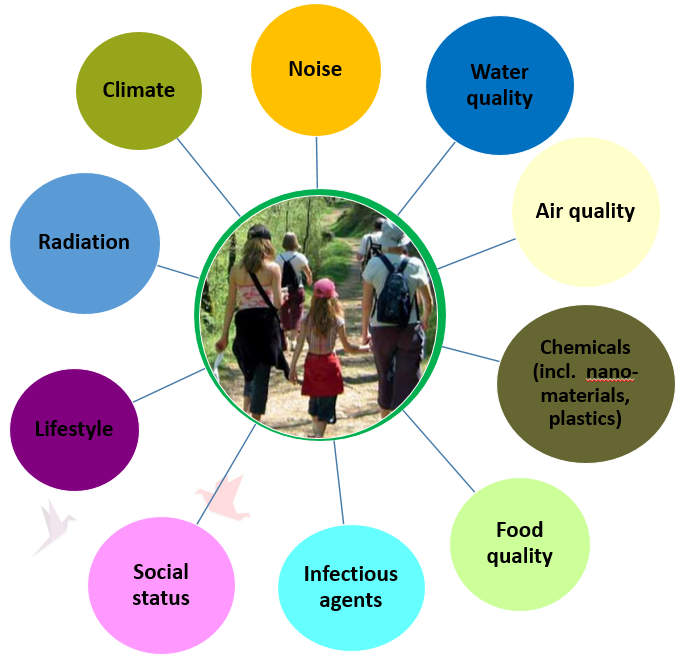 Noise
Climate
Water
quality
Air quality
Radiation
Chemicals
(incl. nano-
materials,
plastics)
Lifestyle
Food
quality
Social
status
Infectious
agents